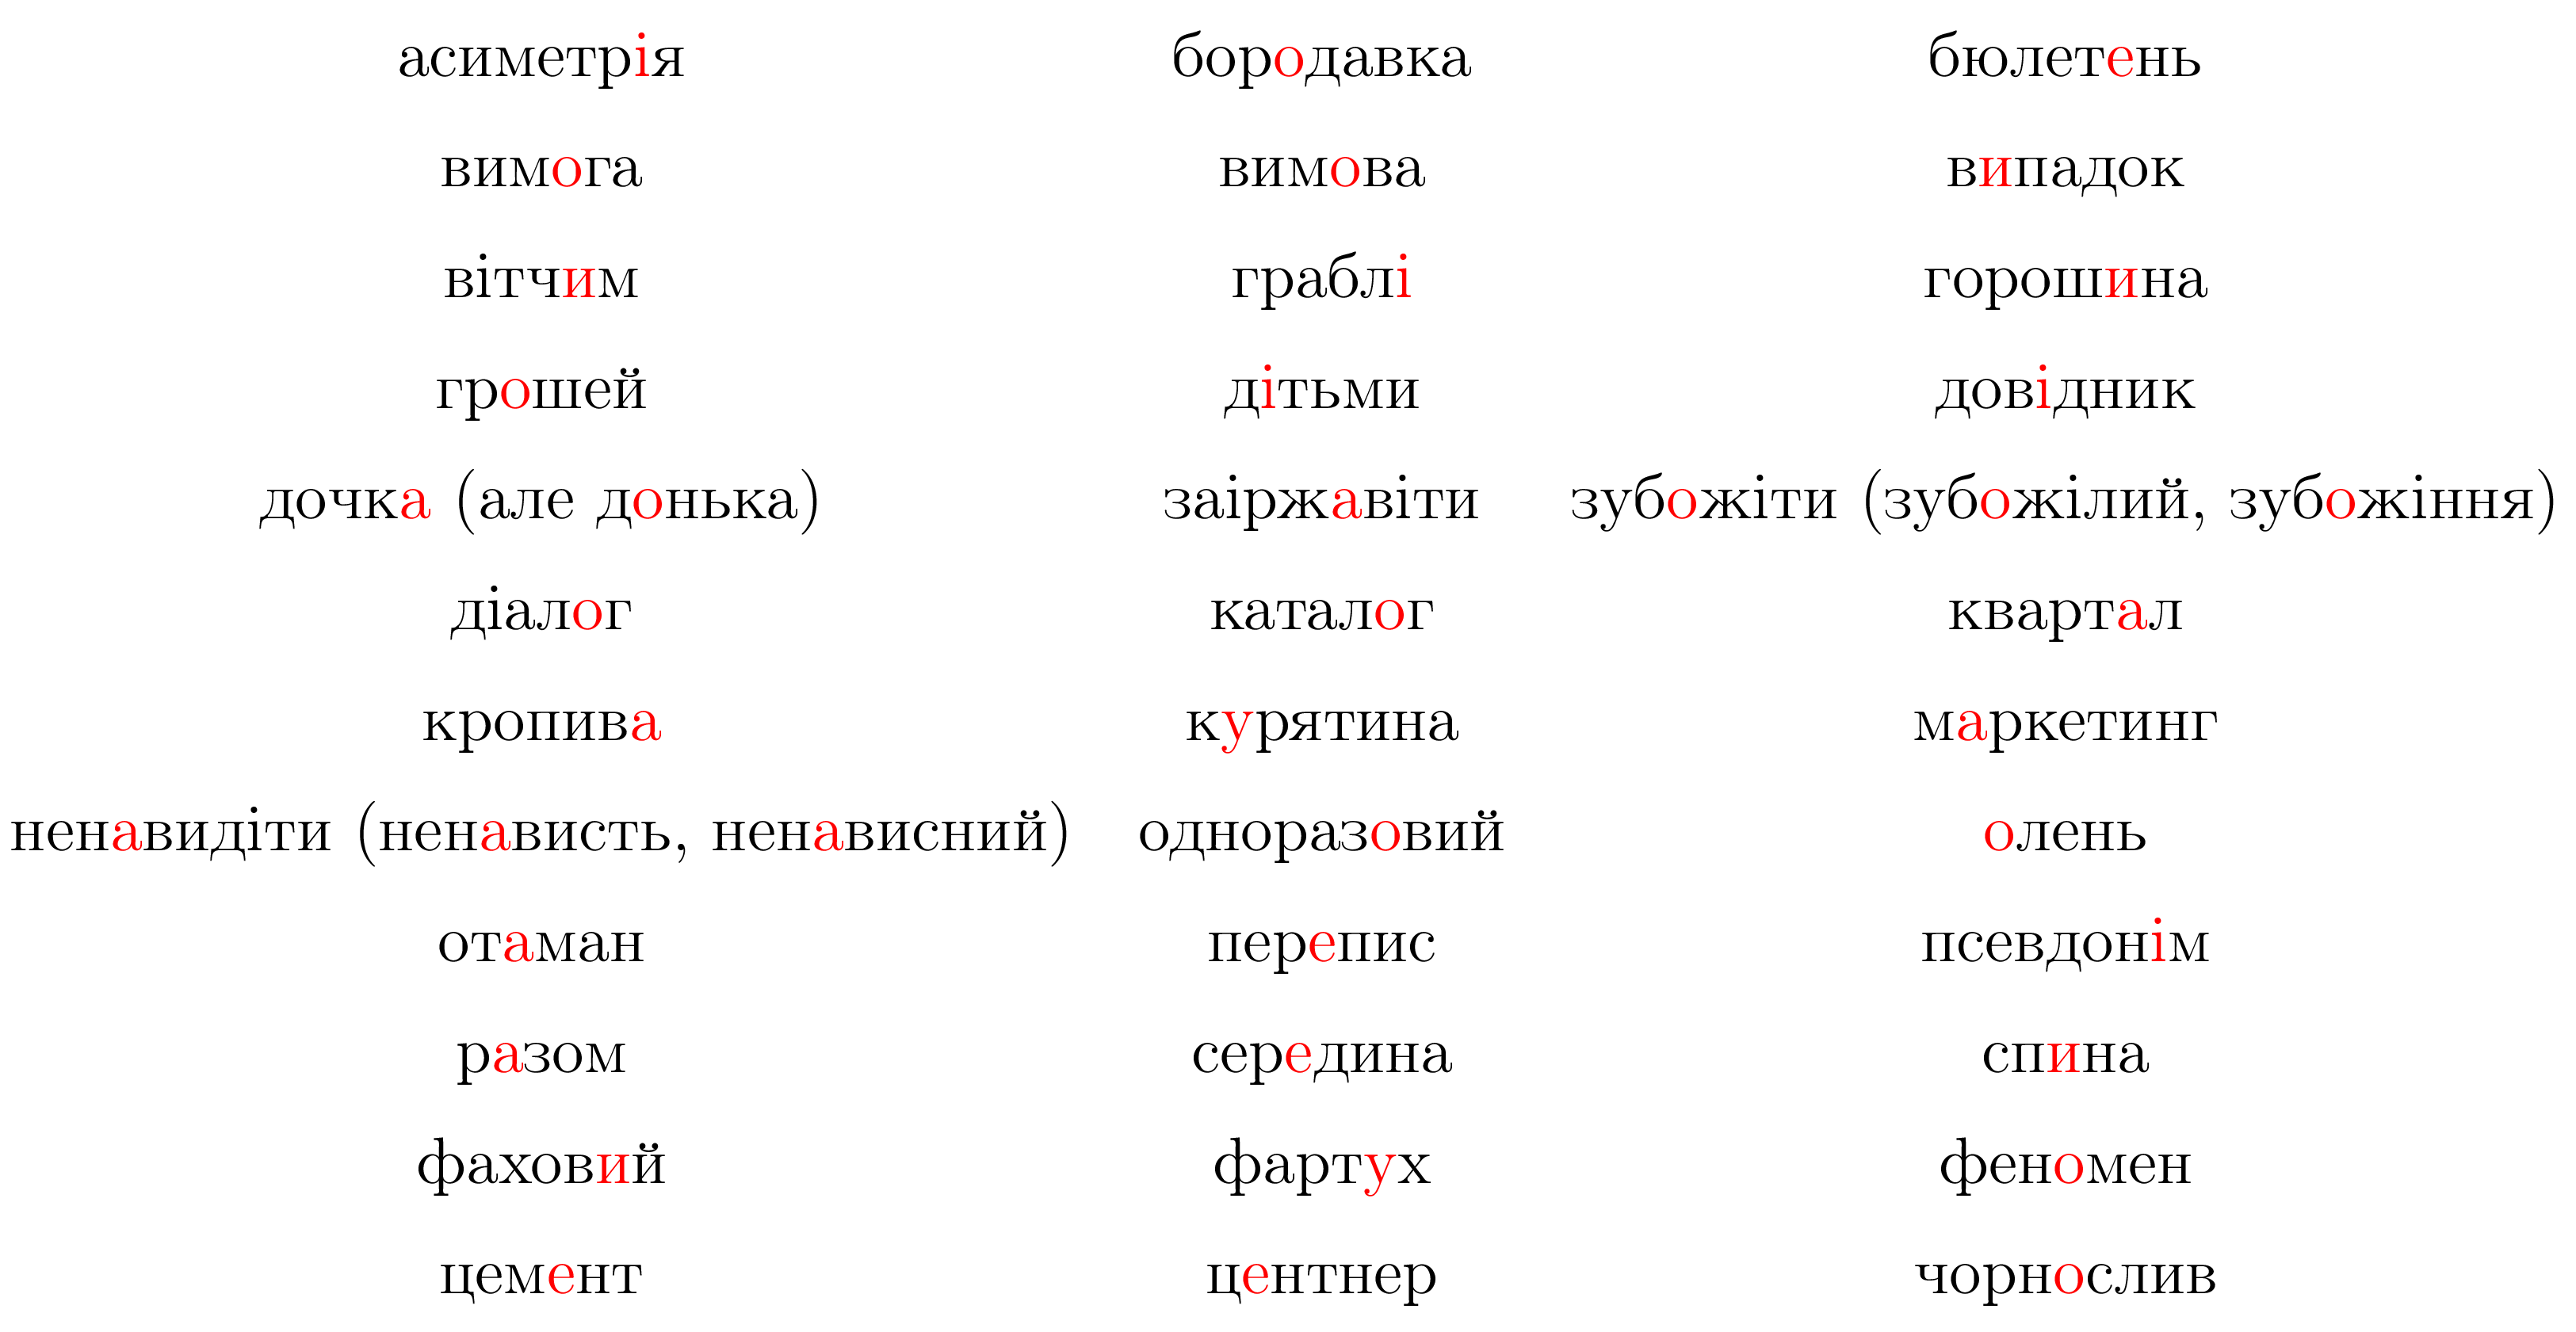 асиметрія бородавка бюлетень
вимога вимова випадок
вітчим граблі горошина
грошей дітьми довідник
дочка (але донька) заіржавіти зубожіти (зубожілий, зубожіння)
діалог каталог квартал
кропива курятина маркетинг
ненавидіти (ненависть, ненависний) одноразовий олень
отаман перепис псевдонім
разом середина спина
фаховий фартух феномен
цемент центнер чорнослив